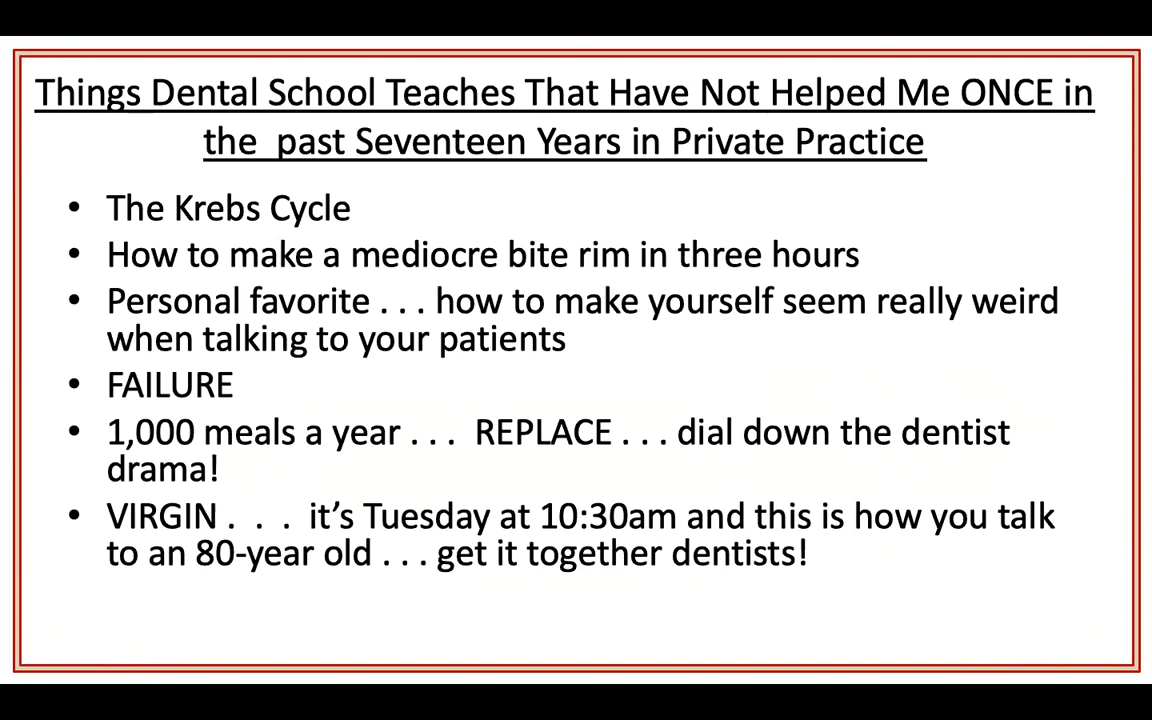 Things Dental School Teaches That Have Not Helped Me ONCE in
the  past Seventeen Years in Private Practice
• The Krebs Cycle
• How to make a mediocre bite rim in three hours
• Personal favorite . . . how to make yourself seem really weird
when talking to your patients
• FAILURE
• 1,000 meals a year . . .  REPLACE . . . dial down the dentist
drama!
• VIRGIN .  .  .  it’s Tuesday at 10:30am and this is how you talk
to an 80-year old . . . get it together dentists!